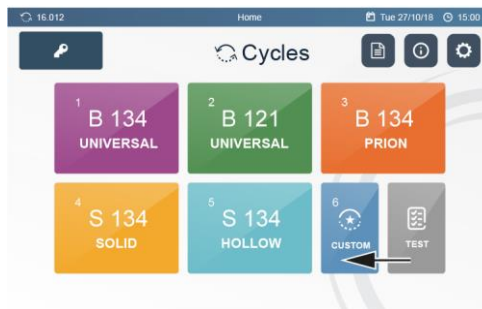 16.012
Home
Tue 27/10/18
15:00
Cycles
1
B 134
UNIVERSAL
2
B 121
UNIVERSAL
3
B 134
PRION
4
S 134
SOLID
5
S 134
HOLLOW
6
CUSTOM
TEST